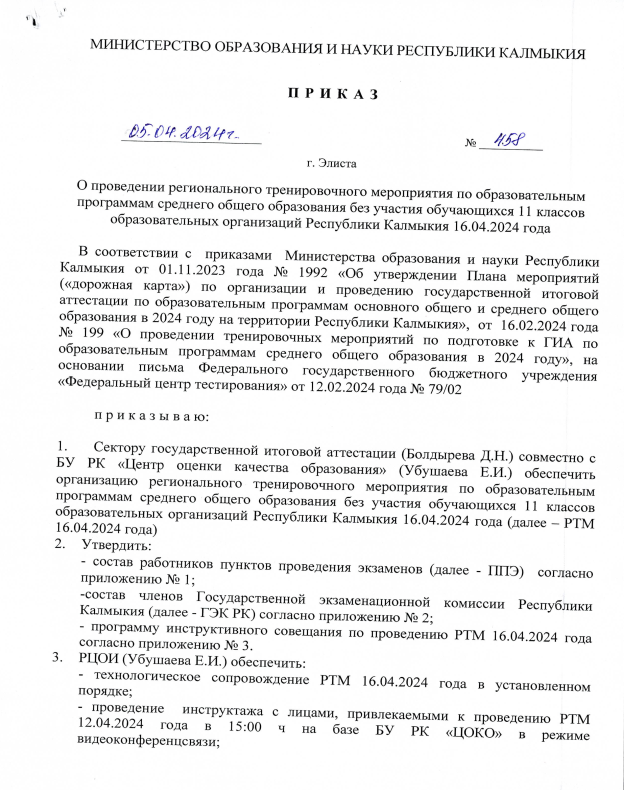 МИНИСТЕРСТВО ОБРАЗОВАНИЯ И НАУКИ РЕСПУБЛИКИ КАЛМЫКИЯ
П Р И К А З
05.04.2024г.
№ 458
г. Элиста
О проведении регионального тренировочного мероприятия по образовательным
программам среднего общего образования без участия обучающихся 11 классов
образовательных организаций Республики Калмыкия 16.04.2024 года
В соответствии с приказами Министерства образования и науки Республики
Калмыкия от 01.11.2023 года № 1992 «Об утверждении Плана мероприятий
(«дорожная карта») по организации и проведению государственной итоговой
аттестации по образовательным программам основного общего и среднего общего
образования в 2024 году на территории Республики Калмыкия», от 16.02.2024 года
№ 199 «О проведении тренировочных мероприятий по подготовке к ГИА по
образовательным программам среднего общего образования в 2024 году», на
основании письма Федерального государственного бюджетного учреждения
«Федеральный центр тестирования» от 12.02.2024 года № 79/02
п р и к а з ы в а ю:
1. Сектору государственной итоговой аттестации (Болдырева Д.Н.) совместно с
БУ РК «Центр оценки качества образования» (Убушаева Е.И.) обеспечить
организацию регионального тренировочного мероприятия по образовательным
программам среднего общего образования без участия обучающихся 11 классов
образовательных организаций Республики Калмыкия 16.04.2024 года (далее – РТМ
16.04.2024 года)
2. Утвердить:
- состав работников пунктов проведения экзаменов (далее - ППЭ) согласно
приложению № 1;
-состав членов Государственной экзаменационной комиссии Республики
Калмыкия (далее - ГЭК РК) согласно приложению № 2;
- программу инструктивного совещания по проведению РТМ 16.04.2024 года
согласно приложению № 3.
3. РЦОИ (Убушаева Е.И.) обеспечить:
- технологическое сопровождение РТМ 16.04.2024 года в установленном
порядке;
- проведение инструктажа с лицами, привлекаемыми к проведению РТМ
12.04.2024 года в 15:00 ч на базе БУ РК «ЦОКО» в режиме
видеоконференцсвязи;